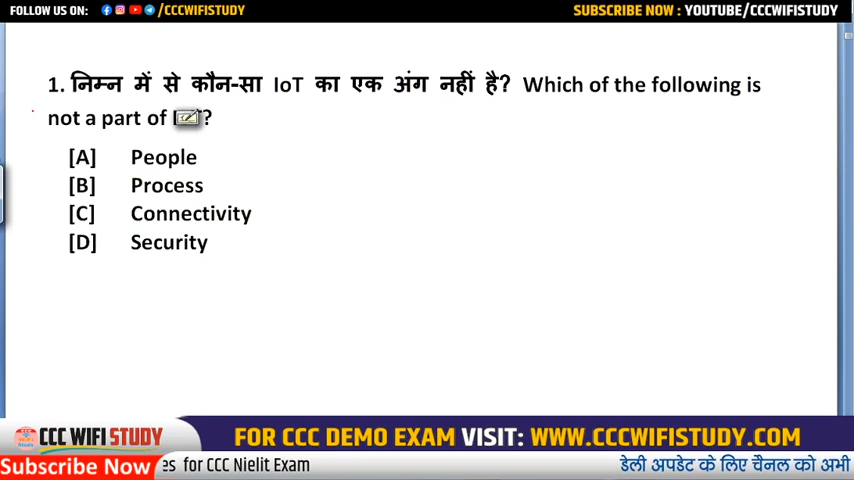 FOLLOW US ON: /CCCWIFISTUDY SUBSCRIBE NOW : YOUTUBE/CCCWIFISTUDY
1. निम्न में से कौन-सा IoT का एक अंग नहीं है? Which of the following is
not a part of ?
[A] People
[B] Process
[C] Connectivity
[D] Security
CCC WIFI STUDY FOR CCC DEMO EXAM VISIT: WWW.CCCWIFISTUDY.COM
Subscribe Now es for CCC Nielit Exam डेली अपडेट के लिए चैनल को अभी